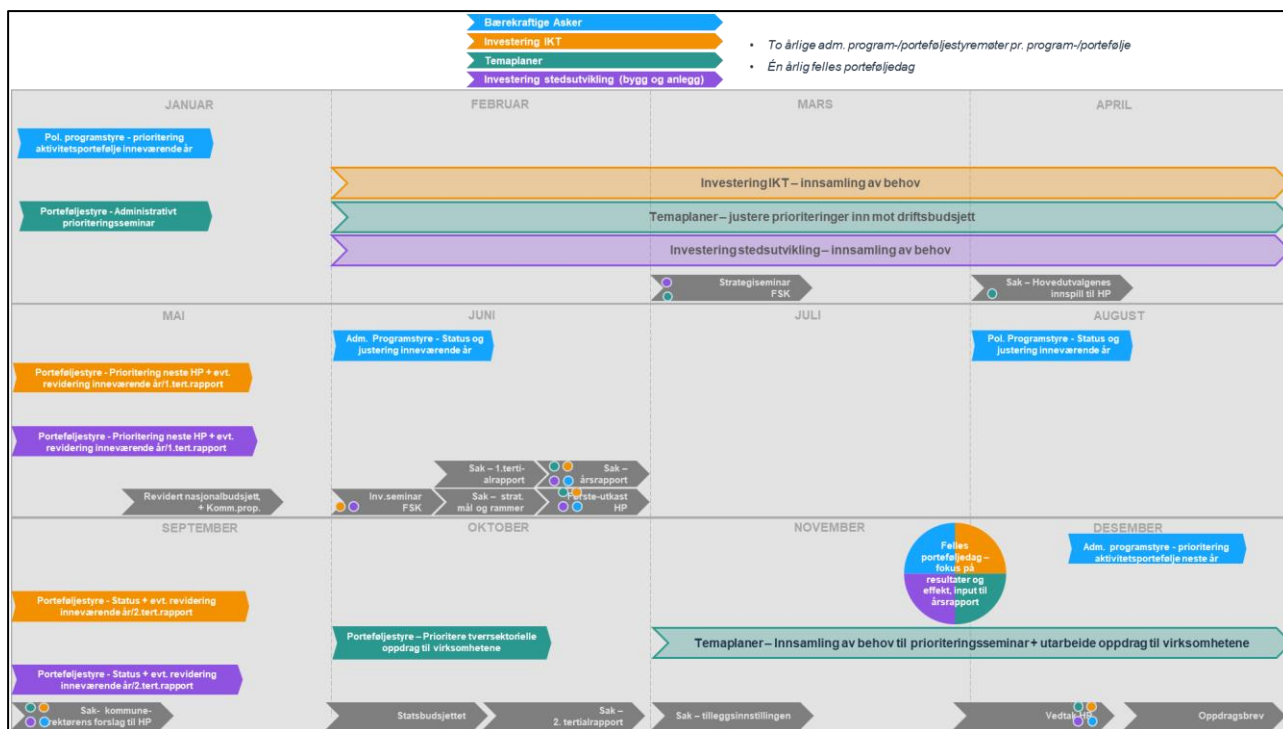 Bærekraftige Asker
Investering IKT
Temaplaner
Investering stedsutvikling (bygg og anlegg)
• To årlige adm. program-/porteføljestyremøter pr. program-/portefølje
• Én årlig felles porteføljedag
JANUAR
FEBRUAR
MARS
APRIL
Pol. programstyre - prioritering
aktivitetsportefølje inneværende år
Investering IKT – innsamling av behov
Porteføljestyre - Administrativt
prioriteringsseminar
Temaplaner – justere prioriteringer inn mot driftsbudsjett
Investering stedsutvikling – innsamling av behov
Strategiseminar
FSK
Sak – Hovedutvalgenes
innspill til HP
MAI
JUNI
JULI
AUGUST
Adm. Programstyre - Status og
justering inneværende år
Pol. Programstyre - Status og
justering inneværende år
Porteføljestyre - Prioritering neste HP + evt.
revidering inneværende år/1.tert.rapport
Porteføljestyre - Prioritering neste HP + evt.
revidering inneværende år/1.tert.rapport
Sak – 1.terti-
alrapport
Sak –
årsrapport
Revidert nasjonalbudsjett,
+ Komm.prop.
Inv.seminar
FSK
Sak – strat.
mål og rammer
Første-utkast
HP
SEPTEMBER
OKTOBER
NOVEMBER
DESEMBER
Felles
porteføljedag –
fokus på
resultater og
effekt, input til
årsrapport
Adm. programstyre - prioritering
aktivitetsportefølje neste år
Porteføljestyre - Status + evt. revidering
inneværende år/2.tert.rapport
Porteføljestyre – Prioritere tverrsektorielle
oppdrag til virksomhetene
Temaplaner – Innsamling av behov til prioriteringsseminar + utarbeide oppdrag til virksomhetene
Porteføljestyre - Status + evt. revidering
inneværende år/2.tert.rapport
Sak- kommune-
rektørens forslag til HP
Statsbudsjettet
Sak –
2. tertialrapport
Sak – tilleggsinnstillingen
Vedtak HP
Oppdragsbrev